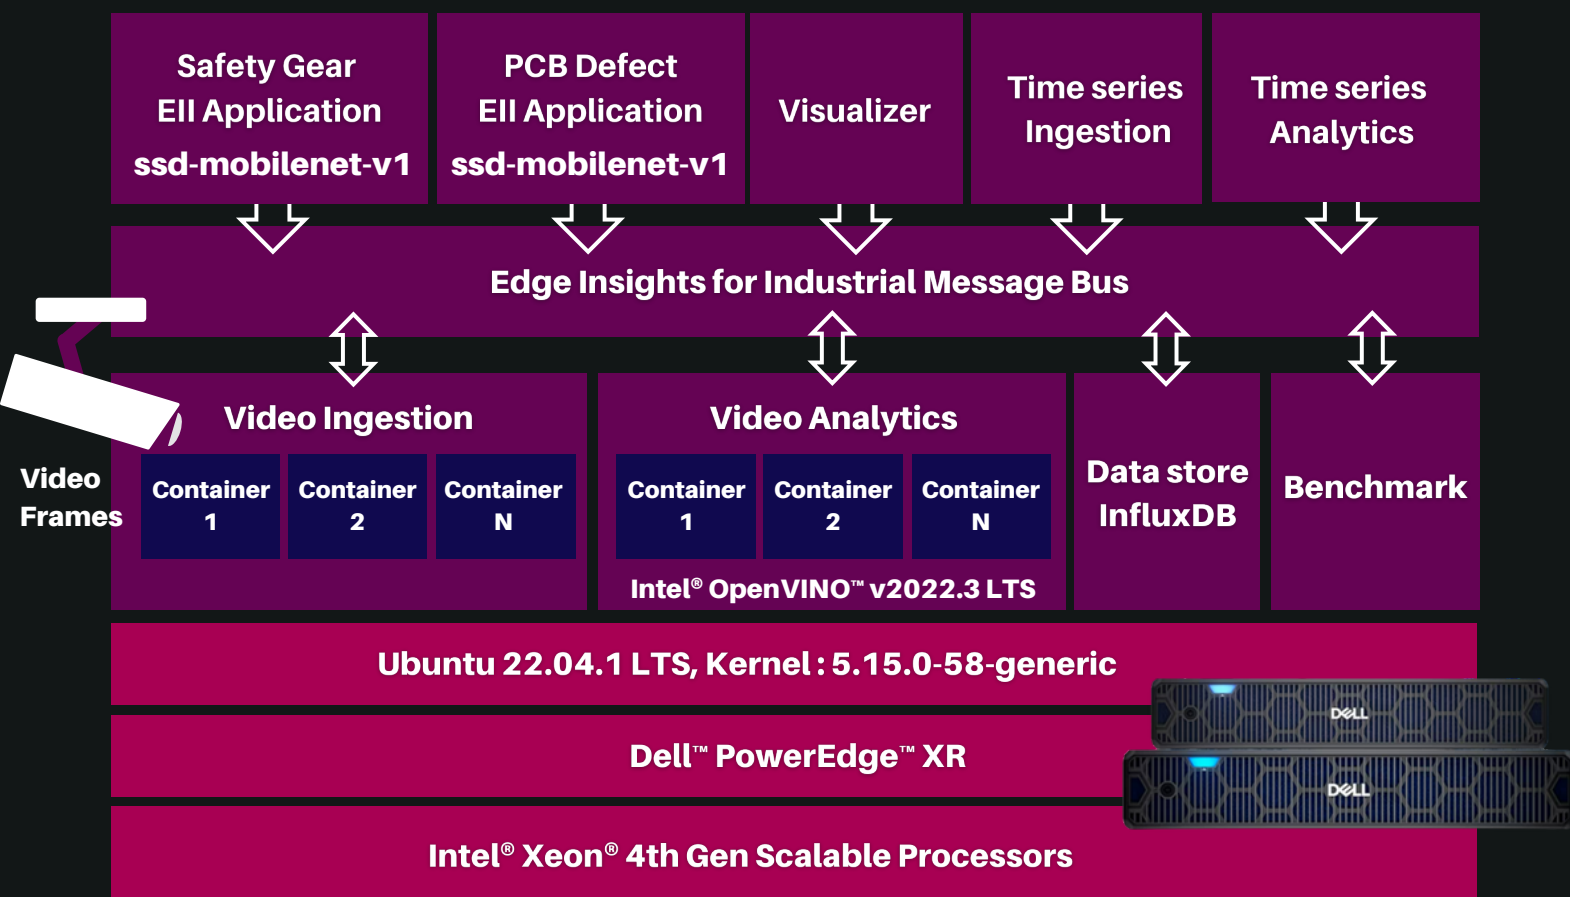 Safety Gear
EII Application
ssd-mobilenet-v1
PCB Defect
EII Application
ssd-mobilenet-v1
Visualizer
Time series
Ingestion
Time series
Analytics
Edge Insights for Industrial Message Bus
Video Ingestion
Container
1
Container
2
Container
N
Video
Frames
Video Analytics
Container
1
Container
2
Container
N
Intel® OpenVINO™ v2022.3 LTS
Data store
InfluxDB
Benchmark
Ubuntu 22.04.1 LTS, Kernel : 5.15.0-58-generic
Dell™ PowerEdge™ XR
DELL
DELL
Intel® Xeon® 4th Gen Scalable Processors